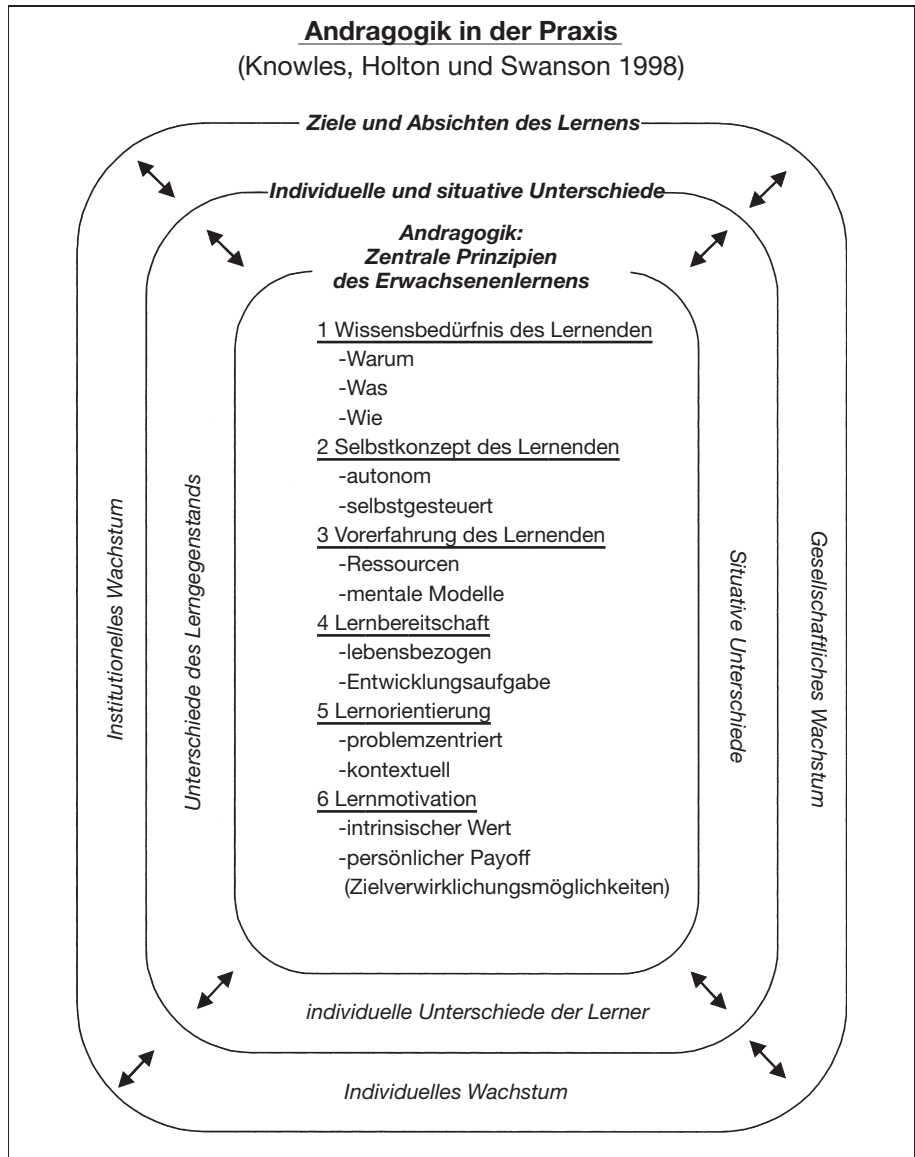 Andragogik in der Praxis
(Knowles, Holton und Swanson 1998)
Ziele und Absichten des Lernens
Individuelle und situative Unterschiede
Andragogik:
Zentrale Prinzipien
des Erwachsenenlernens
1 Wissensbedürfnis des Lernenden
-Warum
-Was
-Wie
2 Selbstkonzept des Lernenden
-autonom
-selbstgesteuert
3 Vorerfahrung des Lernenden
-Ressourcen
-mentale Modelle
4 Lernbereitschaft
-lebensbezogen
-Entwicklungsaufgabe
5 Lernorientierung
-problemzentriert
-kontextuell
6 Lernmotivation
-intrinsischer Wert
-persönlicher Payoff
(Zielverwirklichungsmöglichkeiten)
Institutionelles Wachstum
Unterschiede des Lerngegenstands
Situative Unterschiede
Gesellschaftliches Wachstum
individuelle Unterschiede der Lerner
Individuelles Wachstum